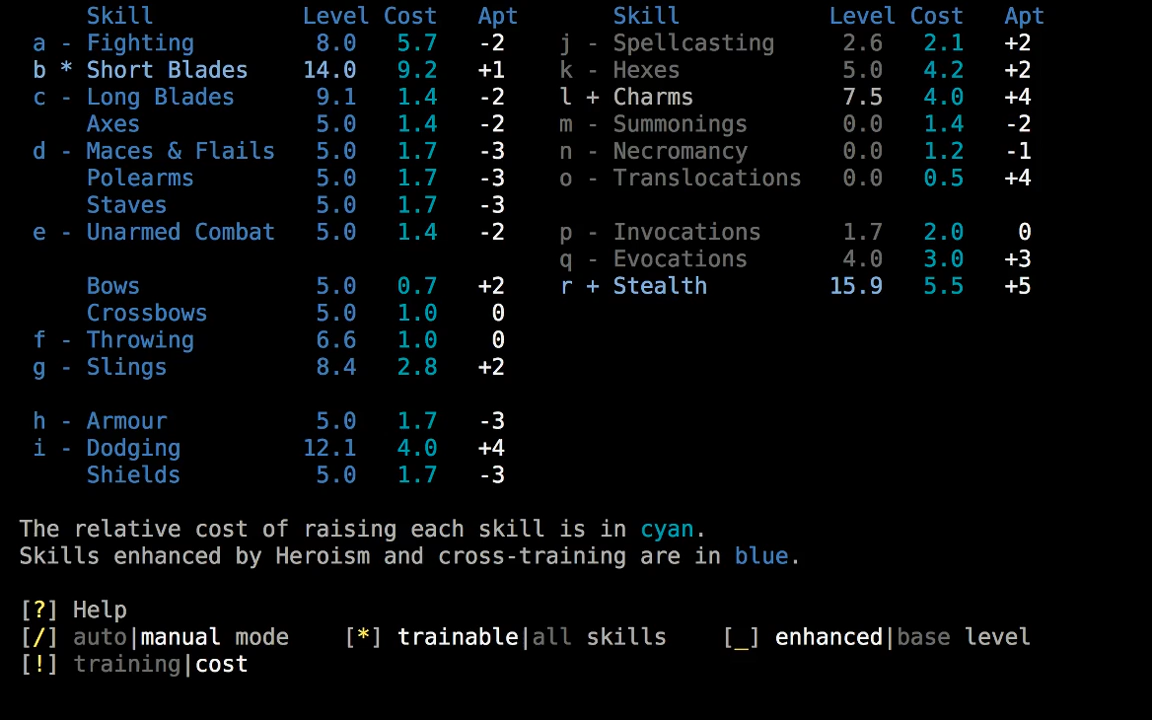 Skill Level Cost Apt Skill Level Cost Apt
a - Fighting 8.0 5.7 -2 j - Spellcasting 2.6 2.1 +2
b * Short Blades 14.0 9.2 +1 k - Hexes 5.0 4.2 +2
c - Long Blades 9.1 1.4 -2 l + Charms 7.5 4.0 +4
Axes 5.0 1.4 -2 m - Summonings 0.0 1.4 -2
d - Maces & Flails 5.0 1.7 -3 n - Necromancy 0.0 1.2 -1
Polearms 5.0 1.7 -3 o - Translocations 0.0 0.5 +4
Staves 5.0 1.7 -3
e - Unarmed Combat 5.0 1.4 -2 p - Invocations 1.7 2.0 0
q - Evocations 4.0 3.0 +3
Bows 5.0 0.7 +2 r + Stealth 15.9 5.5 +5
Crossbows 5.0 1.0 0
f - Throwing 6.6 1.0 0
g - Slings 8.4 2.8 +2
h - Armour 5.0 1.7 -3
i - Dodging 12.1 4.0 +4
Shields 5.0 1.7 -3
The relative cost of raising each skill is in cyan.
Skills enhanced by Heroism and cross-training are in blue.
[?] Help
[/] auto|manual mode [*] trainable|all skills [_] enhanced|base level
[!] training|cost